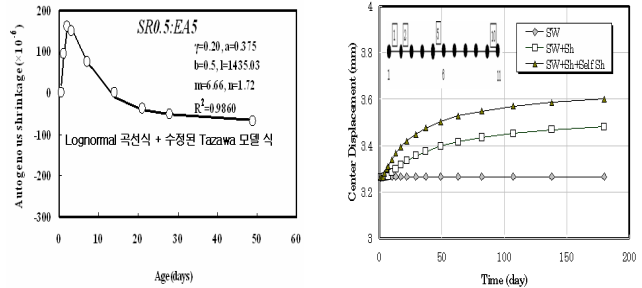 SR0.5:EA5
γ=0.20, a=0.375
b=0.5, l=1435.03
m=6.66, n=1.72
R²=0.9860
Lognormal 곡선식 + 수정된 Tazawa 모델 식
Autogenous shrinkage (×10⁻⁶)
200
100
0
-100
-200
-300
0 10 20 30 40 50 60
Age(days)
Center Displacement (mm)
4
3.8
3.6
3.4
3.2
3
0 50 100 150 200
Time (day)
1 2 5 10
1 6 11
SW
SW+Sh
SW+Sh+Self Sh